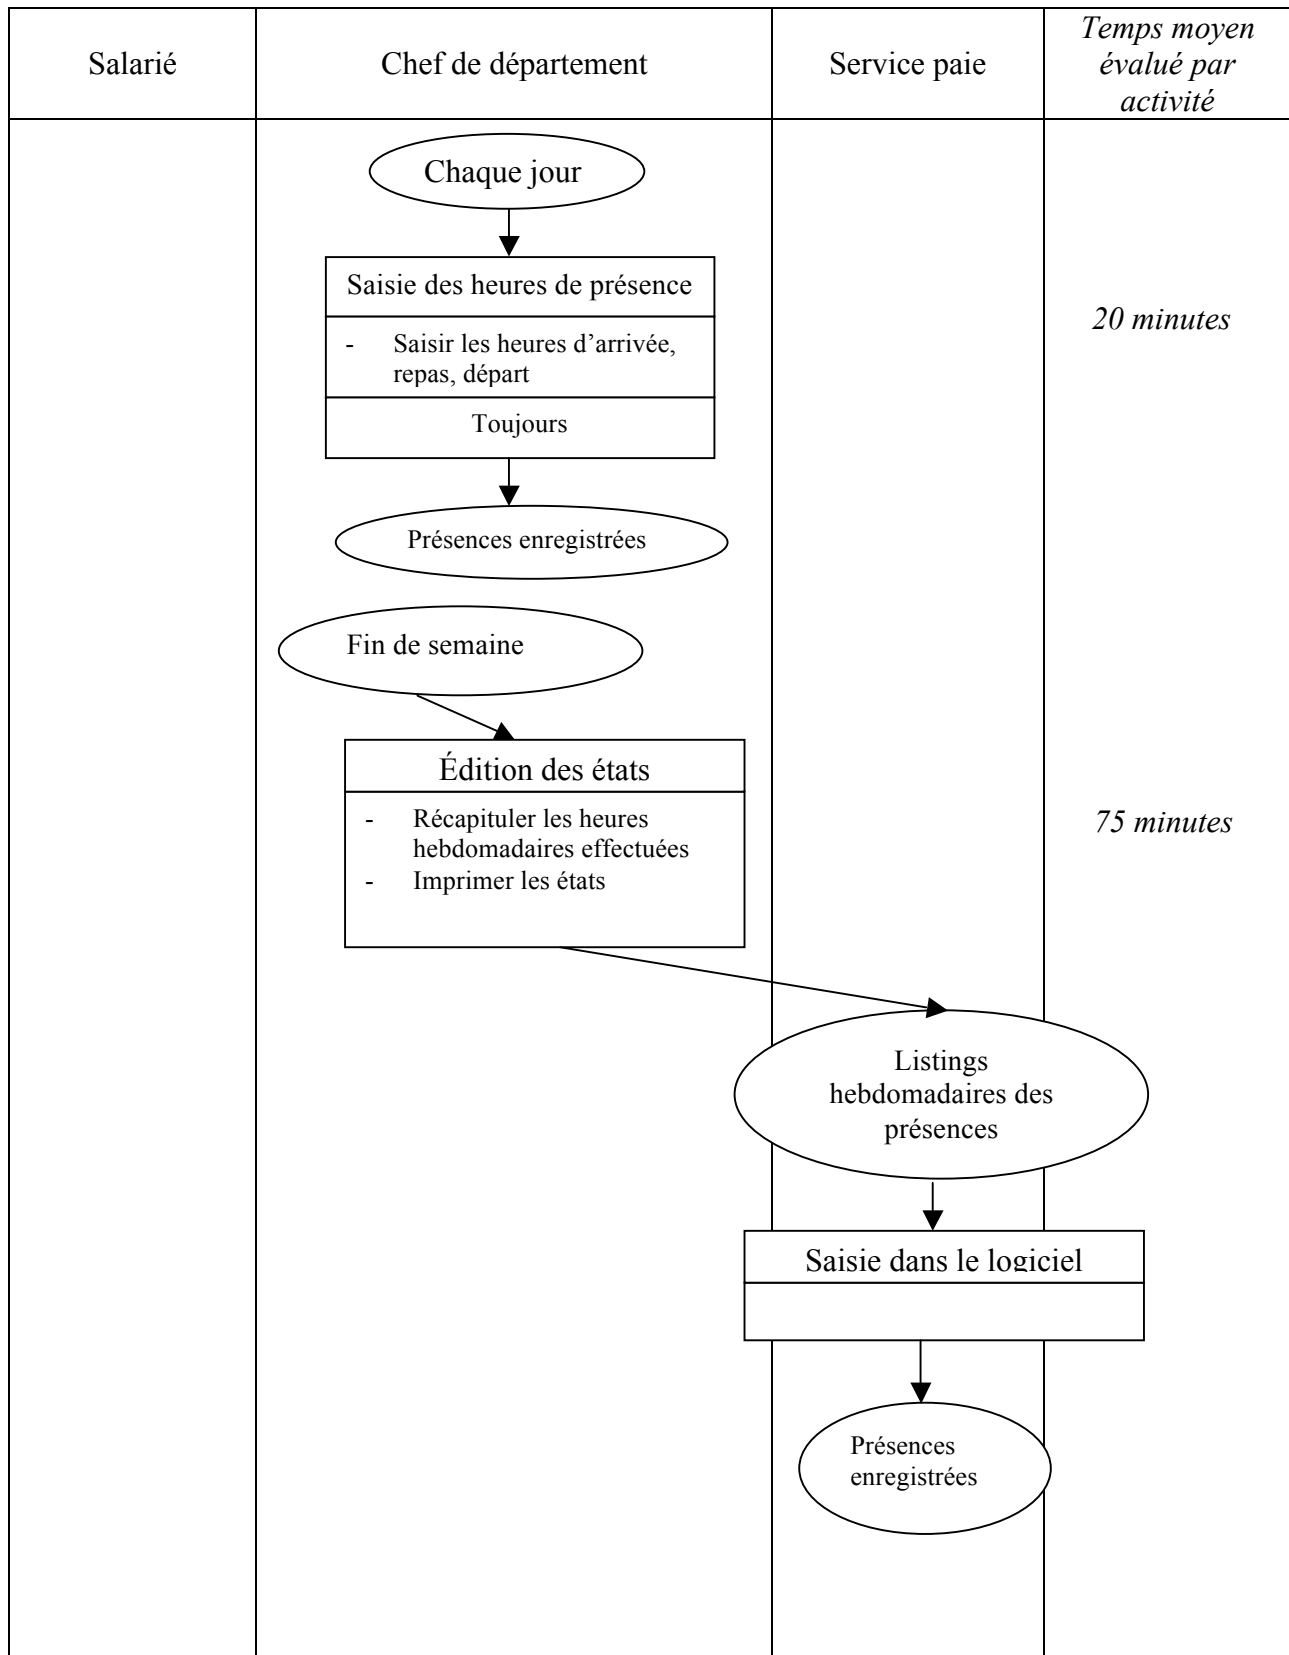 Salarié
Chef de département
Service paie
Temps moyen
évalué par
activité
Chaque jour
Saisie des heures de présence
- Saisir les heures d’arrivée,
repas, départ
20 minutes
Toujours
Présences enregistrées
Fin de semaine
Édition des états
- Récapituler les heures
hebdomadaires effectuées
- Imprimer les états
75 minutes
Listings
hebdomadaires des
présences
Saisie dans le logiciel
Présences
enregistrées